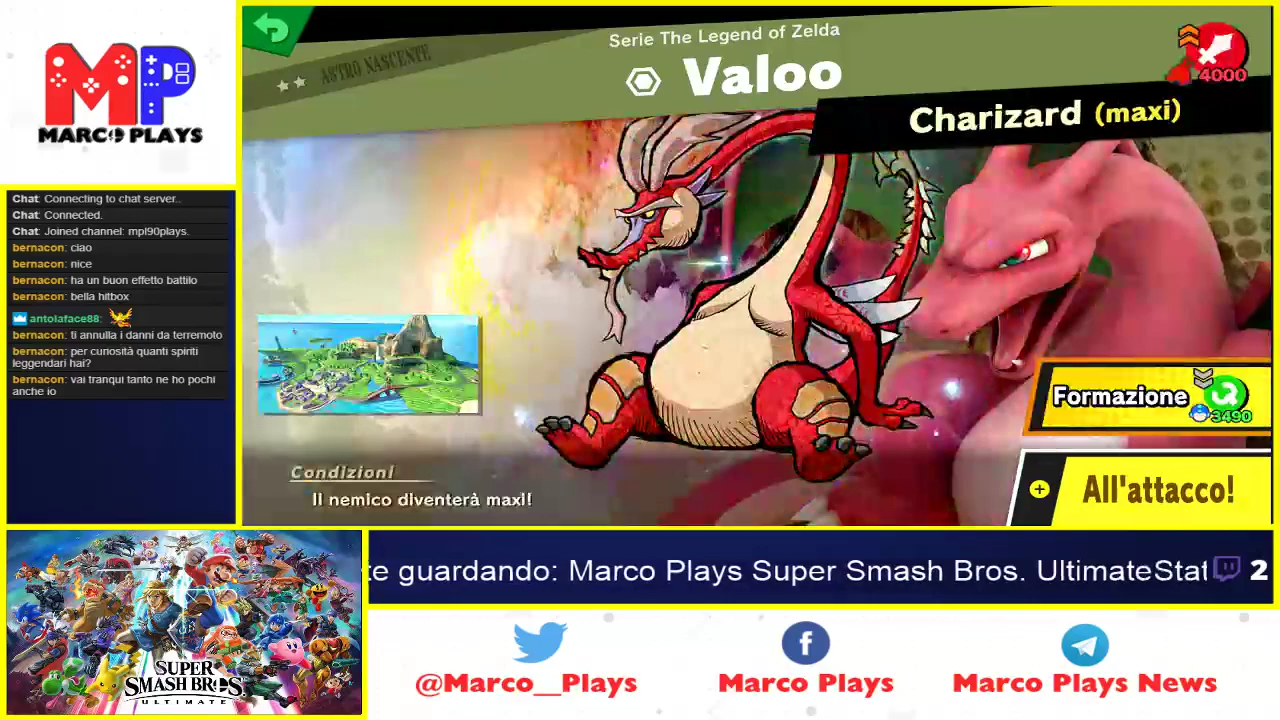 MP
MARCO PLAYS
Chat: Connecting to chat server..
Chat: Connected.
Chat: Joined channel: mpl90plays.
bernacon: ciao
bernacon: nice
bernacon: ha un buon effetto battilo
bernacon: bella hitbox
antolaface88:
bernacon: ti annulla i danni da terremoto
bernacon: per curiosità quanti spiriti
leggendari hai?
bernacon: vai tranqui tanto ne ho pochi
anche io
ASTRO NASCENTE
Serie The Legend of Zelda
Valoo
4000
Charizard (maxi)
Formazione
3490
Condizioni
Il nemico diventerà maxi!
All'attacco!
SUPER
SMASH BROS
ULTIMATE
te guardando: Marco Plays Super Smash Bros. UltimateStat
2
@Marco__Plays
Marco Plays
Marco Plays News